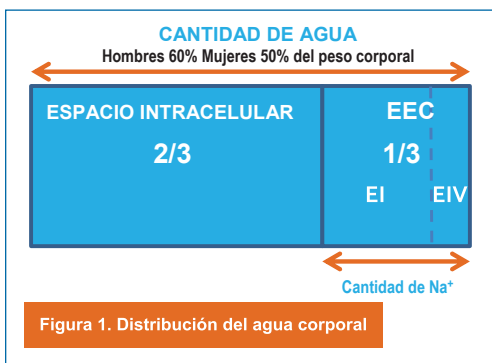 CANTIDAD DE AGUA
Hombres 60% Mujeres 50% del peso corporal
ESPACIO INTRACELULAR
2/3
EEC
1/3
EI
EIV
Cantidad de Na⁺
Figura 1. Distribución del agua corporal